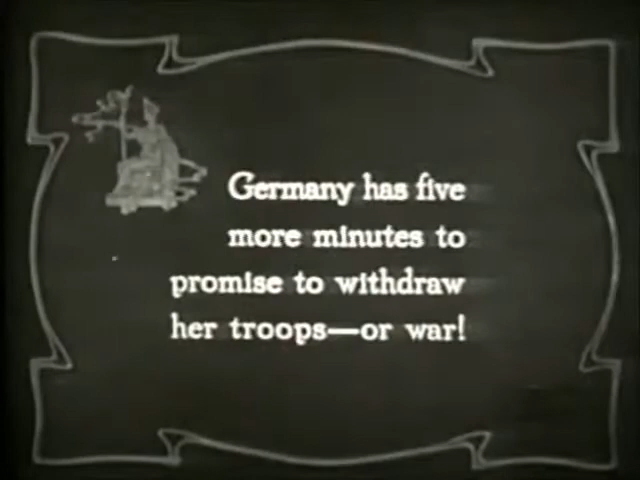 Germany has five
more minutes to
promise to withdraw
her troops—or war!